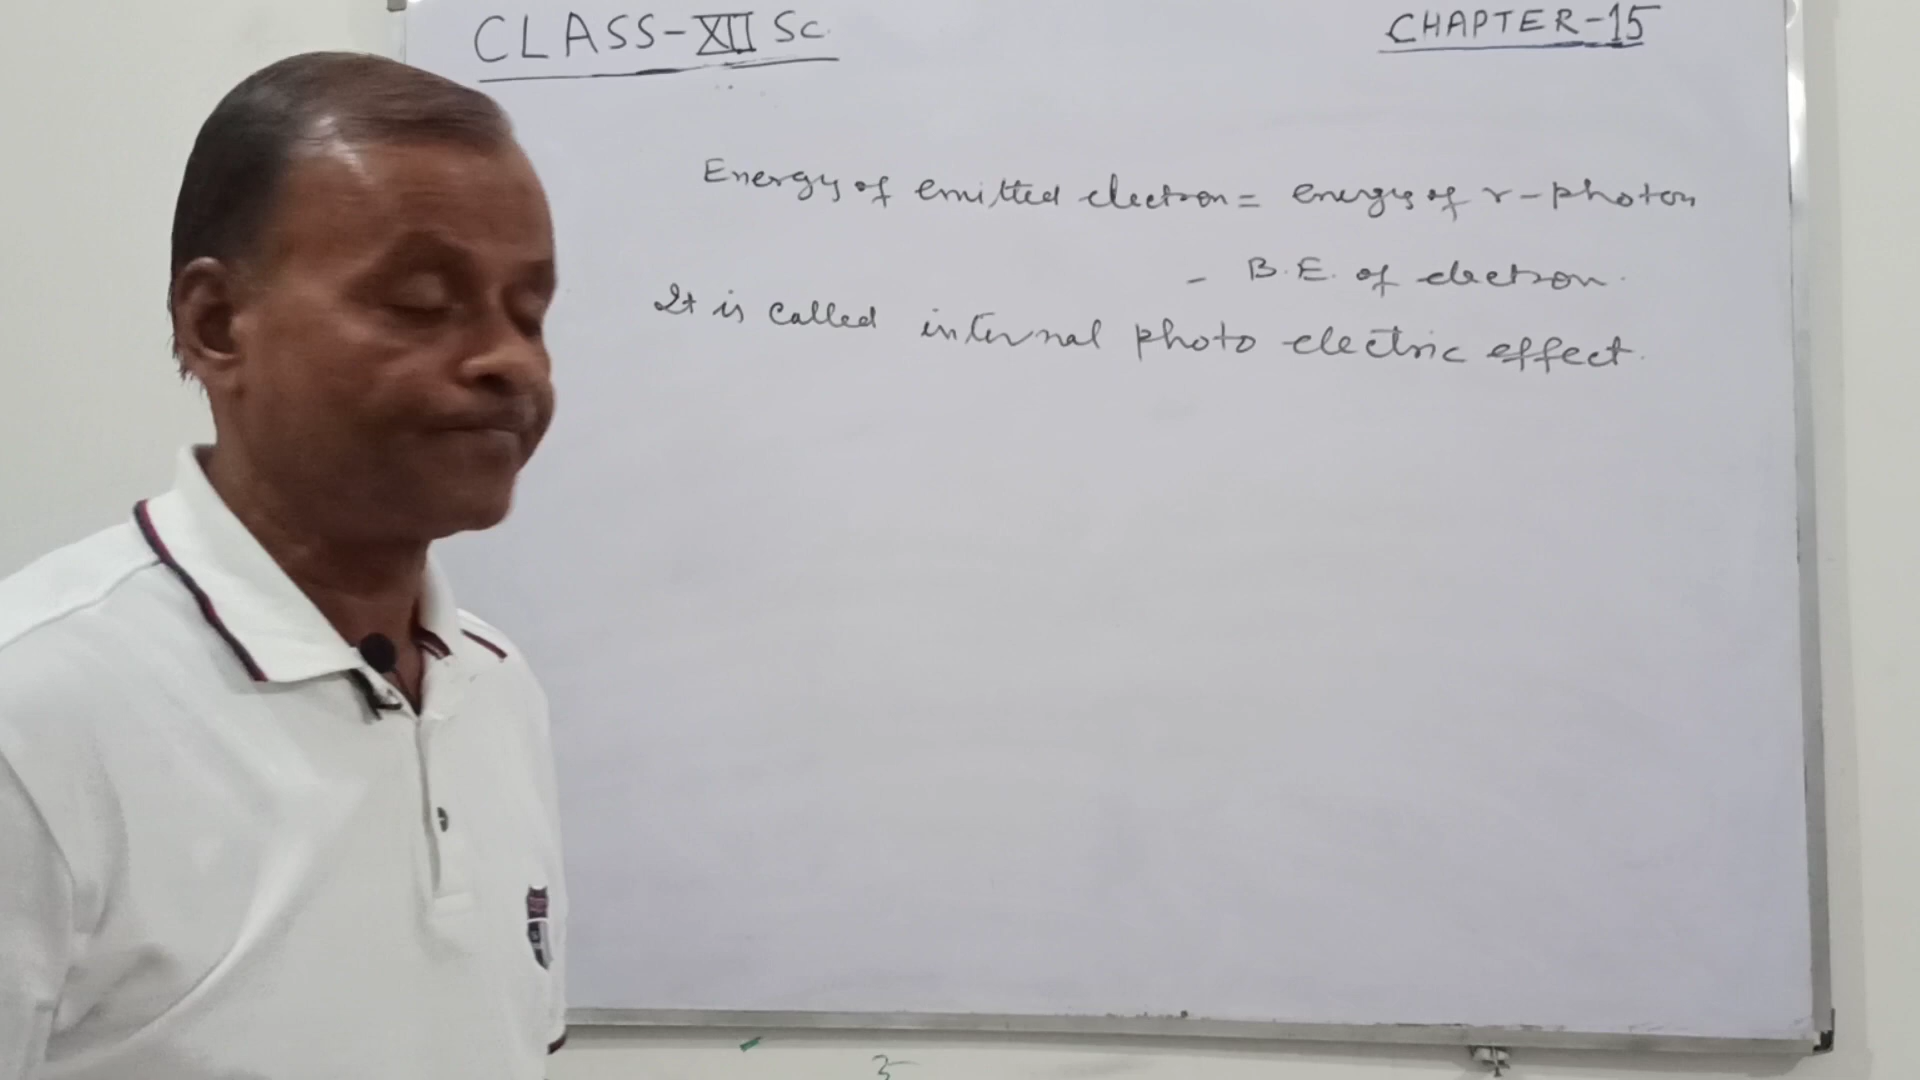 CLASS-XII Sc.
CHAPTER-15
Energy of emitted electron = energy of r-photon
- B.E. of electron.
It is called internal photo electric effect.